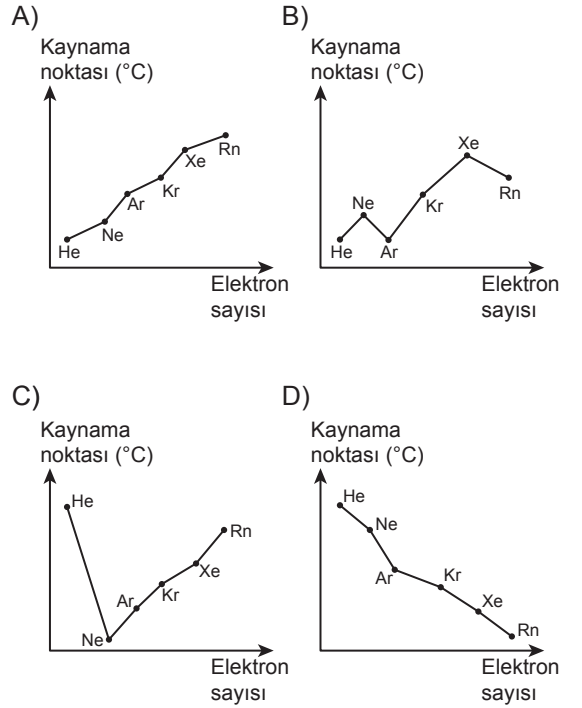 A)
Kaynama
noktası (°C)
He
Ne
Ar
Kr
Xe
Rn
Elektron
sayısı
B)
Kaynama
noktası (°C)
He
Ne
Ar
Kr
Xe
Rn
Elektron
sayısı
C)
Kaynama
noktası (°C)
He
Ne
Ar
Kr
Xe
Rn
Elektron
sayısı
D)
Kaynama
noktası (°C)
He
Ne
Ar
Kr
Xe
Rn
Elektron
sayısı